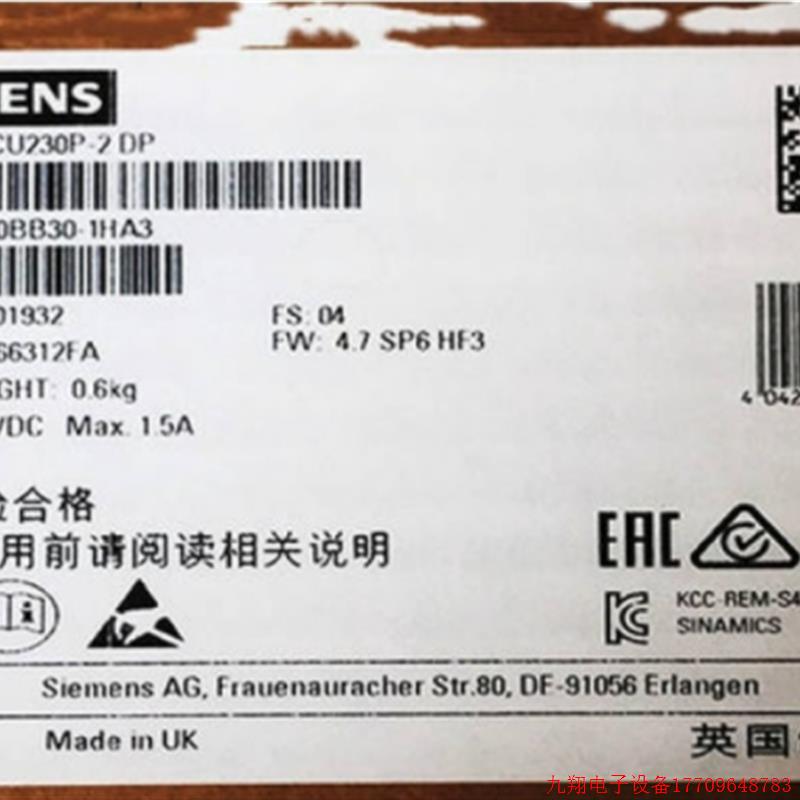 ENS
CU230P-2 DP
0BB30-1HA3
01932
FS: 04
66312FA
FW: 4.7 SP6 HF3
GHT: 0.6kg
VDC Max. 1.5A
4 042
验合格
用前请阅读相关说明
EAC
KCC-REM-S4
SINAMICS
Siemens AG, Frauenauracher Str.80, DE-91056 Erlangen
Made in UK
英国
九翔电子设备17709648783